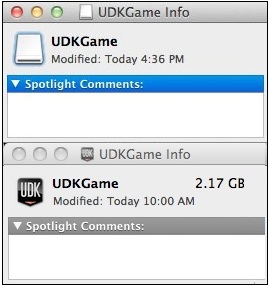 UDKGame Info
UDKGame
Modified: Today 4:36 PM
Spotlight Comments:
UDKGame Info
UDK
UDKGame 2.17 GB
Modified: Today 10:00 AM
Spotlight Comments: